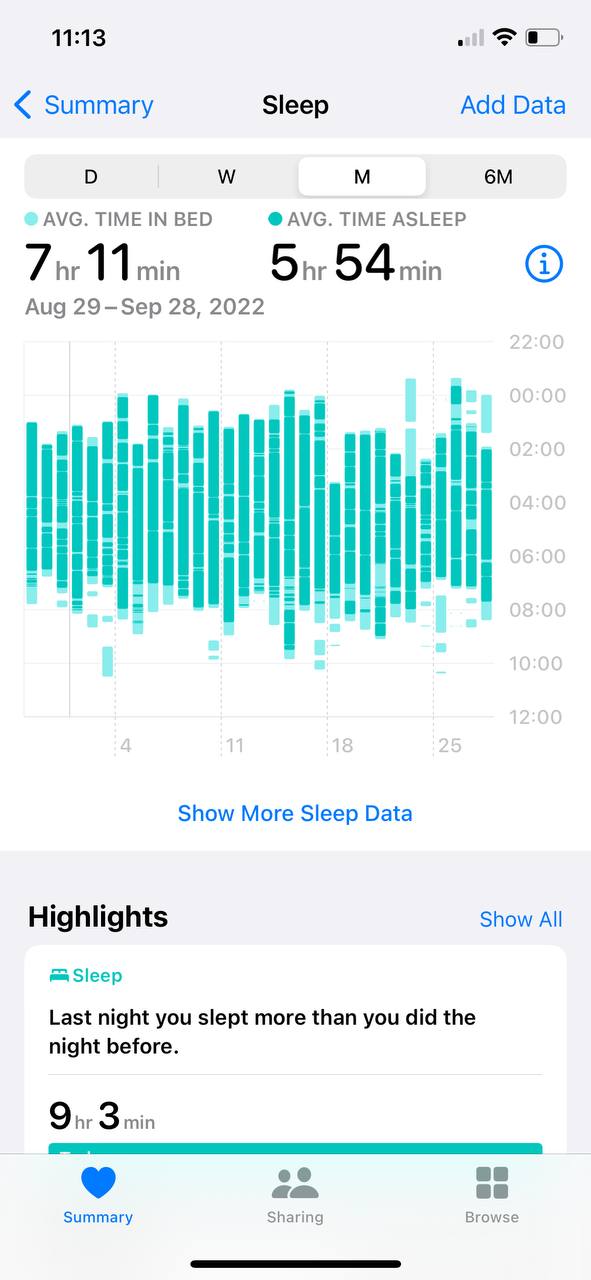 11:13
Summary
Sleep
Add Data
D
W
M
6M
AVG. TIME IN BED
AVG. TIME ASLEEP
7 hr 11 min
5 hr 54 min
Aug 29–Sep 28, 2022
22:00
00:00
02:00
04:00
06:00
08:00
10:00
12:00
4
11
18
25
Show More Sleep Data
Highlights
Show All
Sleep
Last night you slept more than you did the
night before.
9 hr 3 min
Summary
Sharing
Browse